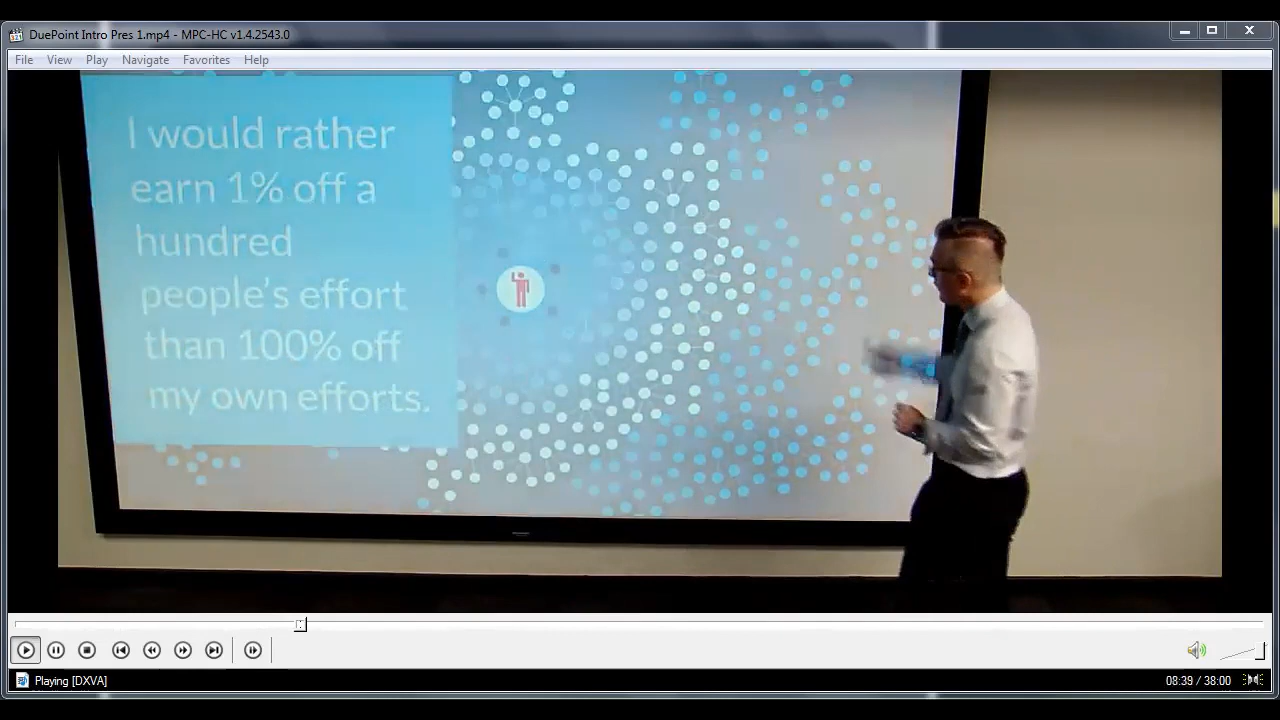 DuePoint Intro Pres 1.mp4 - MPC-HC v1.4.2543.0
File View Play Navigate Favorites Help
I would rather
earn 1% off a
hundred
people's effort
than 100% off
my own efforts.
Playing [DXVA]
08:39 / 38:00